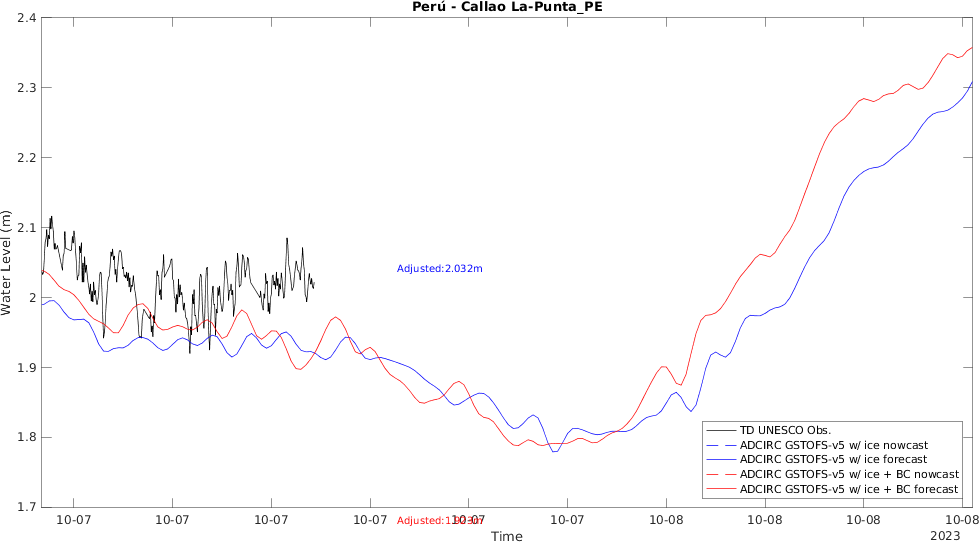 Perú - Callao La-Punta_PE
2.4
2.3
2.2
2.1
2
1.9
1.8
1.7
Water Level (m)
Adjusted:2.032m
TD UNESCO Obs.
ADCIRC GSTOFS-v5 w/ ice nowcast
ADCIRC GSTOFS-v5 w/ ice forecast
ADCIRC GSTOFS-v5 w/ ice + BC nowcast
ADCIRC GSTOFS-v5 w/ ice + BC forecast
10-07 10-07 10-07 10-07 10-07 10-07 10-08 10-08 10-08 10-08
Time
2023